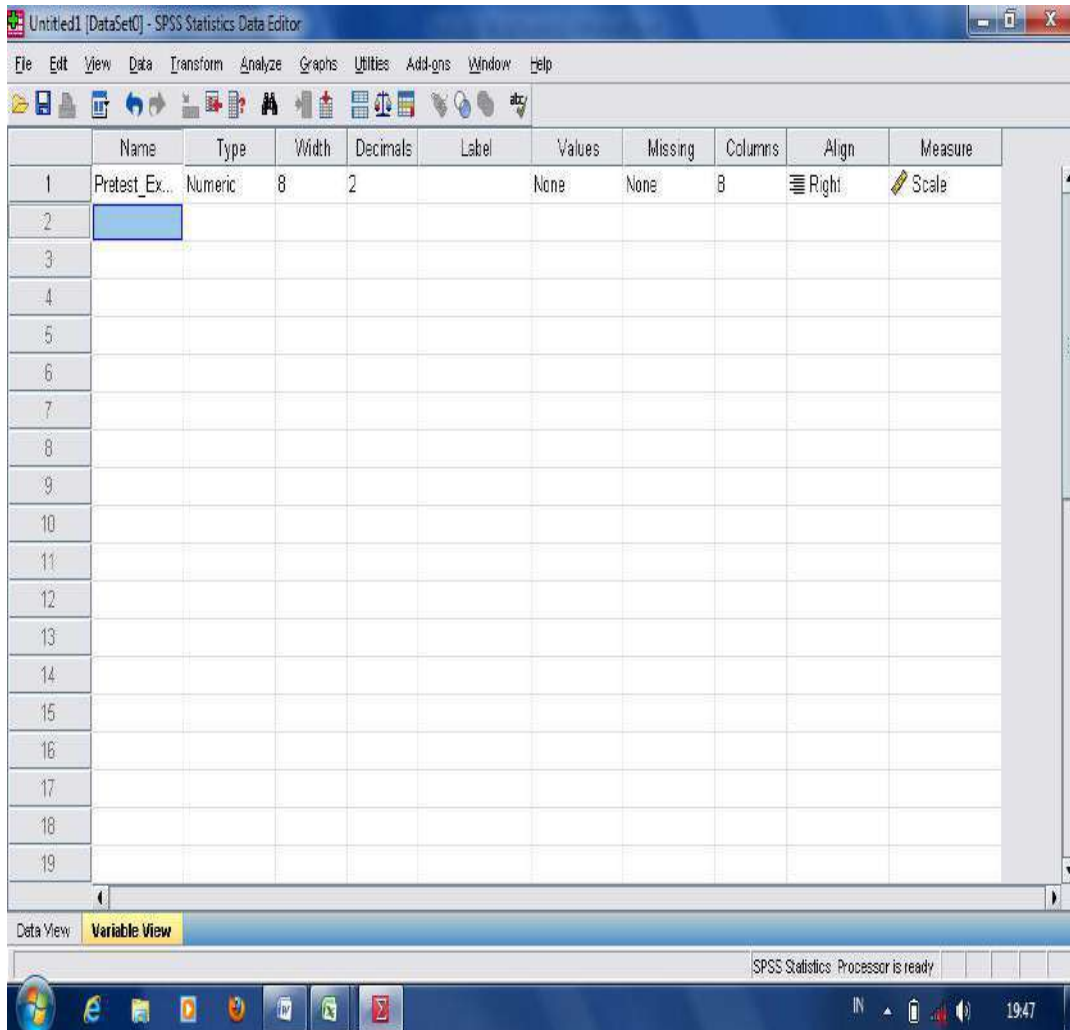 Untitled1 [DataSet0] - SPSS Statistics Data Editor
File Edit View Data Transform Analyze Graphs Utilities Add-ons Window Help
Name Type Width Decimals Label Values Missing Columns Align Measure
1 Pretest_Ex... Numeric 8 2 None None 8 Right Scale
2
3
4
5
6
7
8
9
10
11
12
13
14
15
16
17
18
19
Data View Variable View
SPSS Statistics Processor is ready
IN 19:47